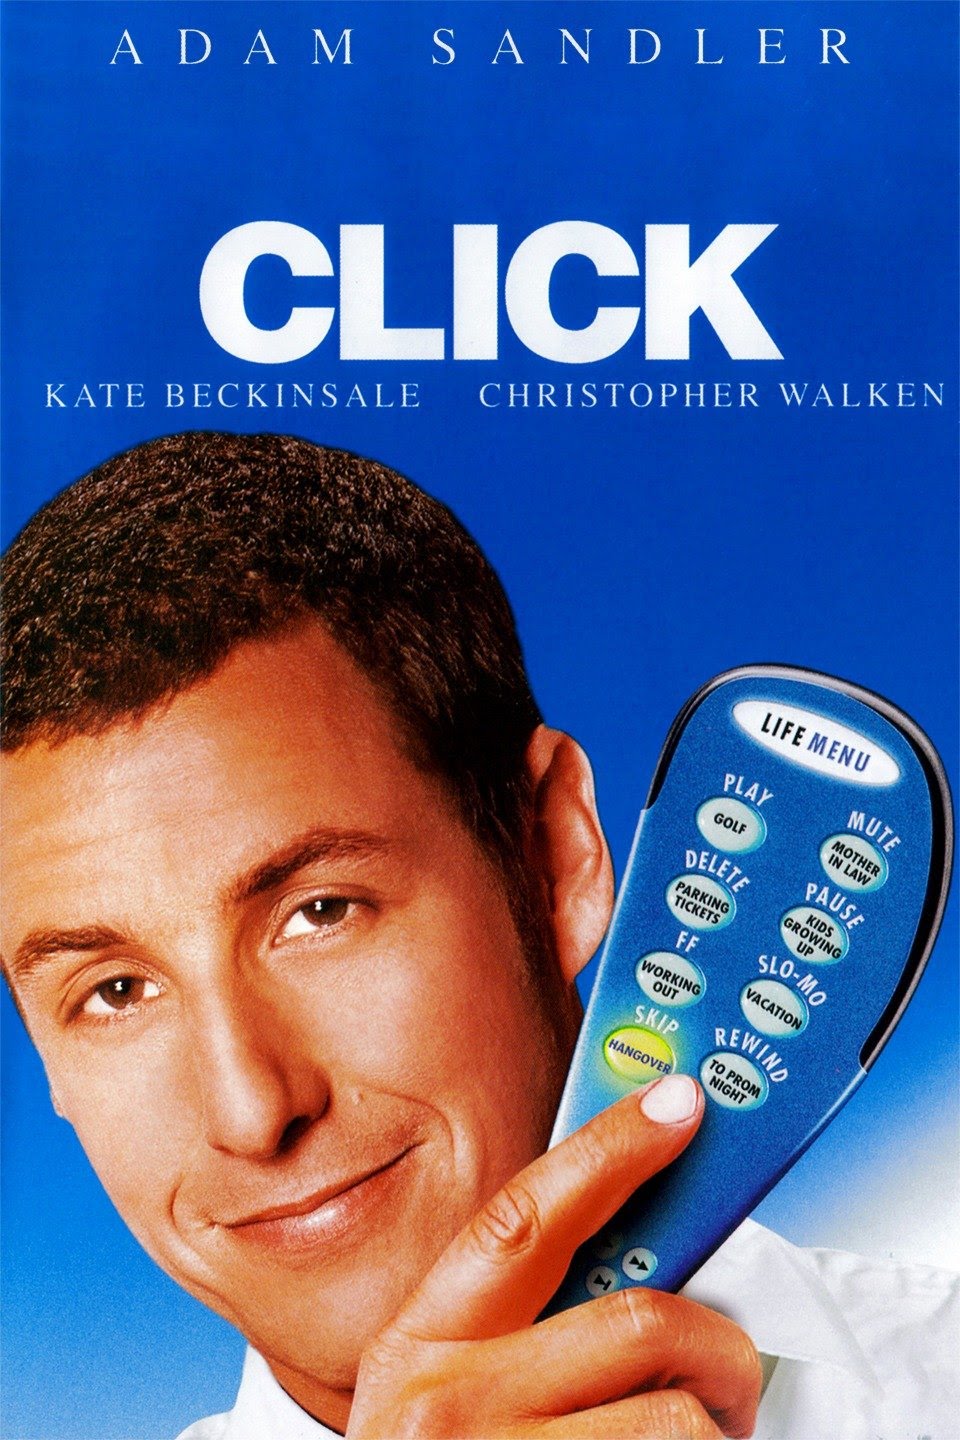 ADAM SANDLER
CLICK
KATE BECKINSALE CHRISTOPHER WALKEN
LIFE MENU
PLAY
GOLF
MUTE
MOTHER
IN LAW
DELETE
PARKING
TICKETS
PAUSE
KIDS
GROWING
UP
FF
WORKING
OUT
SLO-MO
VACATION
SKIP
HANGOVER
REWIND
TO PROM
NIGHT